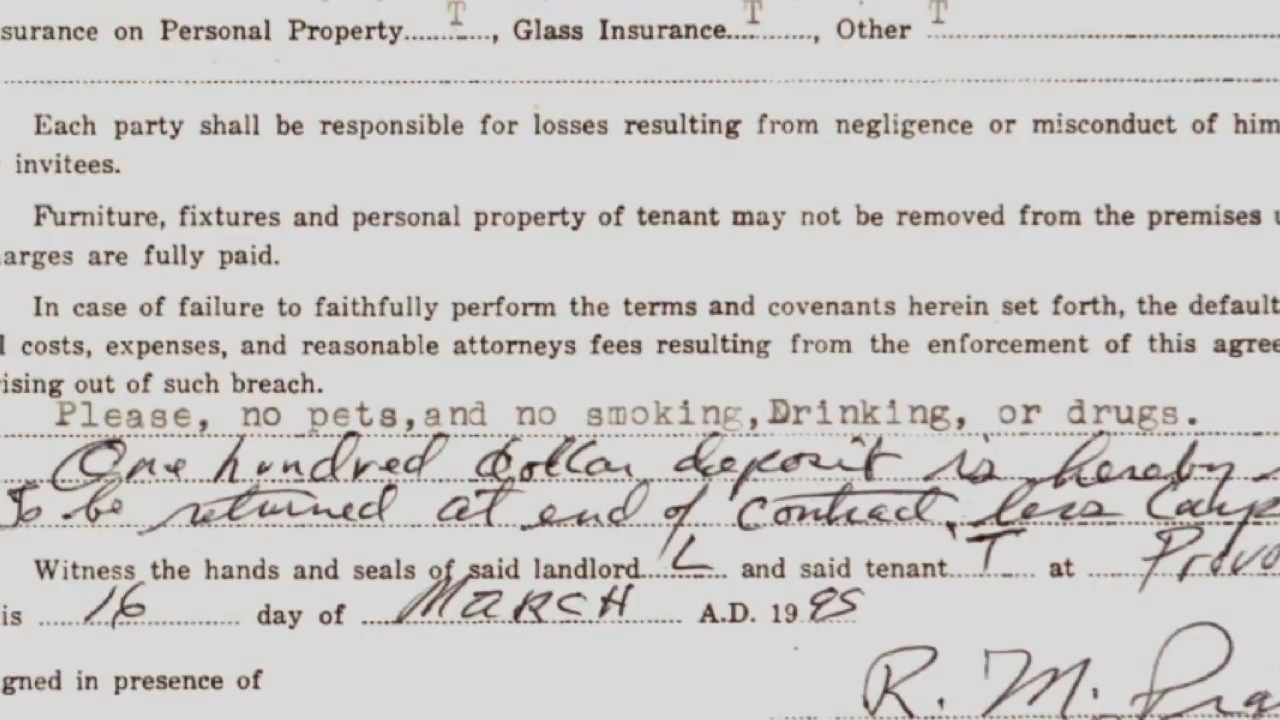 surance on Personal Property......T......, Glass Insurance....T......., Other T
Each party shall be responsible for losses resulting from negligence or misconduct of him
invitees.
Furniture, fixtures and personal property of tenant may not be removed from the premises u
arges are fully paid.
In case of failure to faithfully perform the terms and covenants herein set forth, the default
l costs, expenses, and reasonable attorneys fees resulting from the enforcement of this agree
ising out of such breach.
Please, no pets,and no smoking,Drinking, or drugs.
One hundred dollar deposit is hereby
To be returned at end of contract, less
Witness the hands and seals of said landlord L and said tenant T at Provo
is 16 day of MARCH A.D. 1995
gned in presence of
R. M.